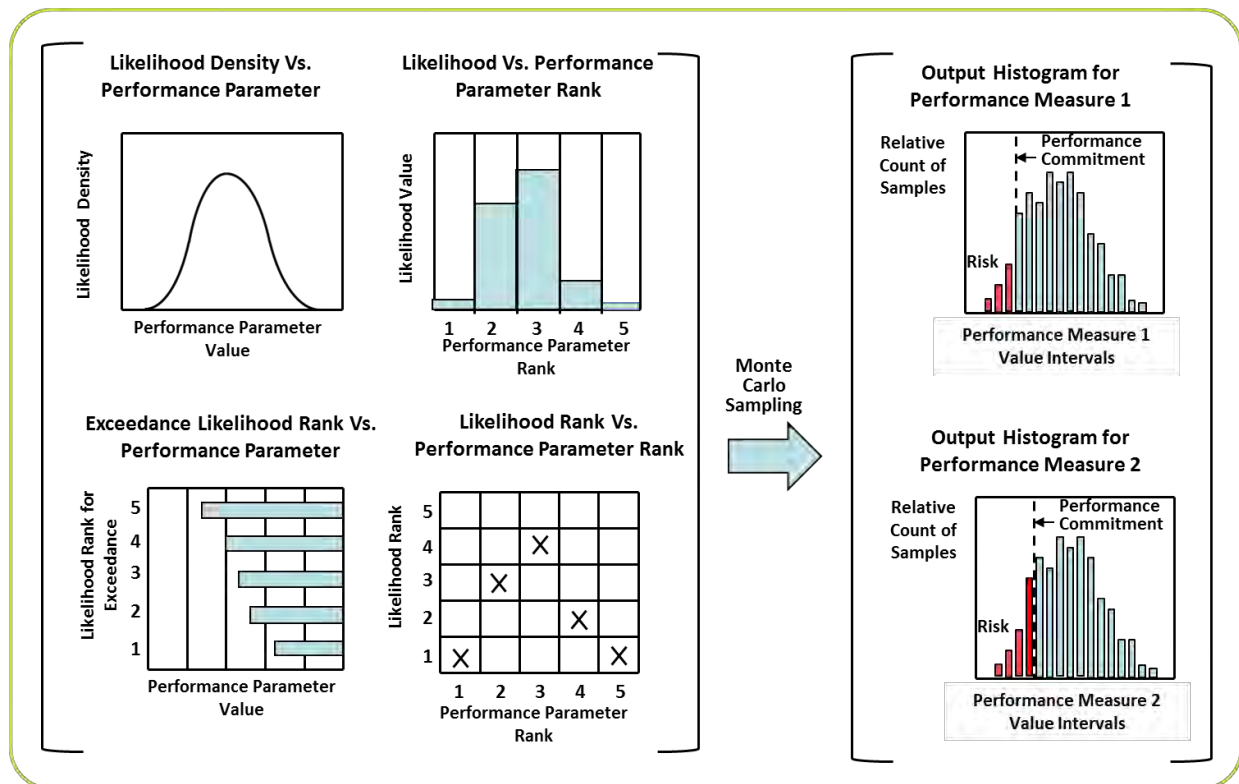 Likelihood Density Vs.
Performance Parameter
Likelihood Density
Performance Parameter
Value
Likelihood Vs. Performance
Parameter Rank
Likelihood Value
1 2 3 4 5
Performance Parameter
Rank
Exceedance Likelihood Rank Vs.
Performance Parameter
Likelihood Rank for
Exceedance
5
4
3
2
1
Performance Parameter
Value
Likelihood Rank Vs.
Performance Parameter Rank
Likelihood Rank
5
4
3
2
1
X
X
X
X
X
1 2 3 4 5
Performance Parameter
Rank
Monte
Carlo
Sampling
Output Histogram for
Performance Measure 1
Relative
Count of
Samples
Performance
Commitment
Risk
Performance Measure 1
Value Intervals
Output Histogram for
Performance Measure 2
Relative
Count of
Samples
Performance
Commitment
Risk
Performance Measure 2
Value Intervals